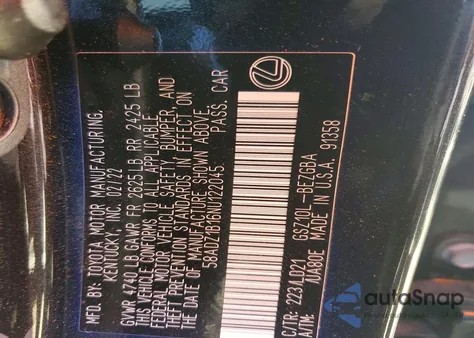 MFD. BY: TOYOTA MOTOR MANUFACTURING,
KENTUCKY, INC. 02/22
GVWR 4740 LB GAWR FR 2625 LB RR 2425 LB
THIS VEHICLE CONFORMS TO ALL APPLICABLE
FEDERAL MOTOR VEHICLE SAFETY, BUMPER, AND
THEFT PREVENTION STANDARDS IN EFFECT ON
THE DATE OF MANUFACTURE SHOWN ABOVE.
58ADZ1B16NU122045 PASS. CAR
C/TR: 223/LD21 GSZ10L-BEZGBA
A/TM: /UA80E MADE IN U.S.A. 91358
autoSnap
Powered by